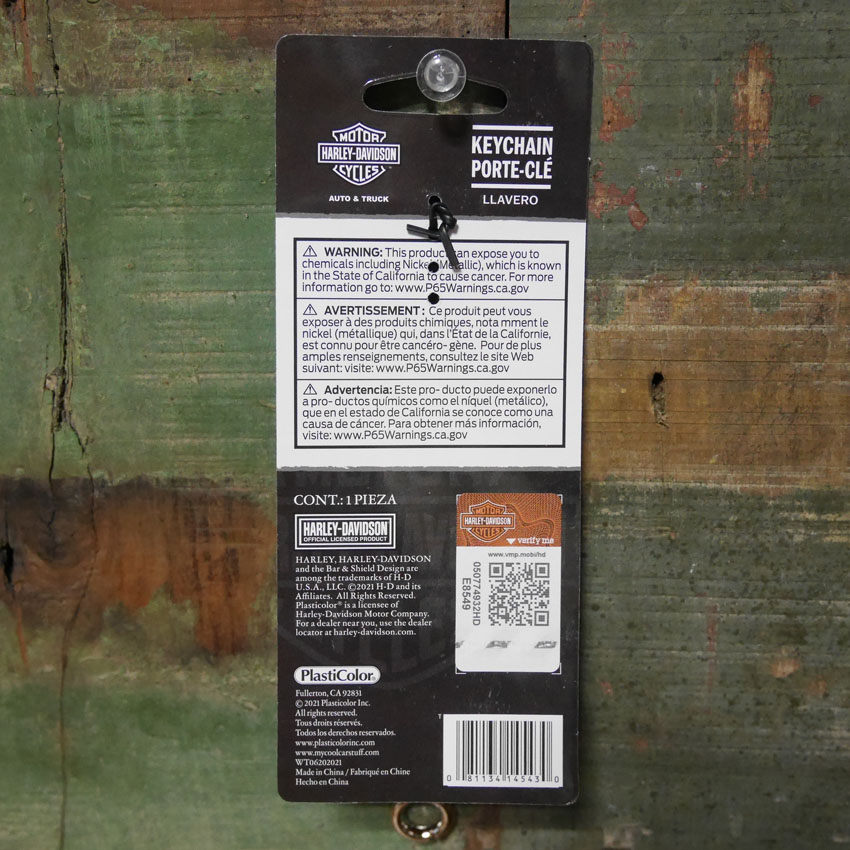 MOTOR
HARLEY-DAVIDSON
CYCLES
AUTO & TRUCK
KEYCHAIN
PORTE-CLÉ
LLAVERO
⚠ WARNING: This product can expose you to
chemicals including Nickel (Metallic), which is known
in the State of California to cause cancer. For more
information go to: www.P65Warnings.ca.gov
⚠ AVERTISSEMENT : Ce produit peut vous
exposer à des produits chimiques, nota mment le
nickel (métallique) qui, dans l'État de la Californie,
est connu pour être cancéro- gène. Pour de plus
amples renseignements, consultez le site Web
suivant: visite: www.P65Warnings.ca.gov
⚠ Advertencia: Este pro- ducto puede exponerlo
a pro- ductos químicos como el níquel (metálico),
que en el estado de California se conoce como una
causa de cáncer. Para obtener más información,
visite: www.P65Warnings.ca.gov
CONT.: 1 PIEZA
HARLEY-DAVIDSON
OFFICIAL LICENSED PRODUCT
HARLEY, HARLEY-DAVIDSON
and the Bar & Shield Design are
among the trademarks of H-D
U.S.A., LLC. ©2021 H-D and its
Affiliates. All Rights Reserved.
Plasticolor® is a licensee of
Harley-Davidson Motor Company.
For a dealer near you, use the dealer
locator at harley-davidson.com.
MOTOR
HARLEY-DAVIDSON
CYCLES
verify me
www.vmp.mobi/hd
050774932HD
E8549
PlastiColor®
Fullerton, CA 92831
© 2021 Plasticolor Inc.
All rights reserved.
Tous droits réservés.
Todos los derechos reservados.
www.plasticolorinc.com
www.mycoolcarstuff.com
WT06202021
Made in China / Fabriqué en Chine
Hecho en China
T
0 81134 14543 0